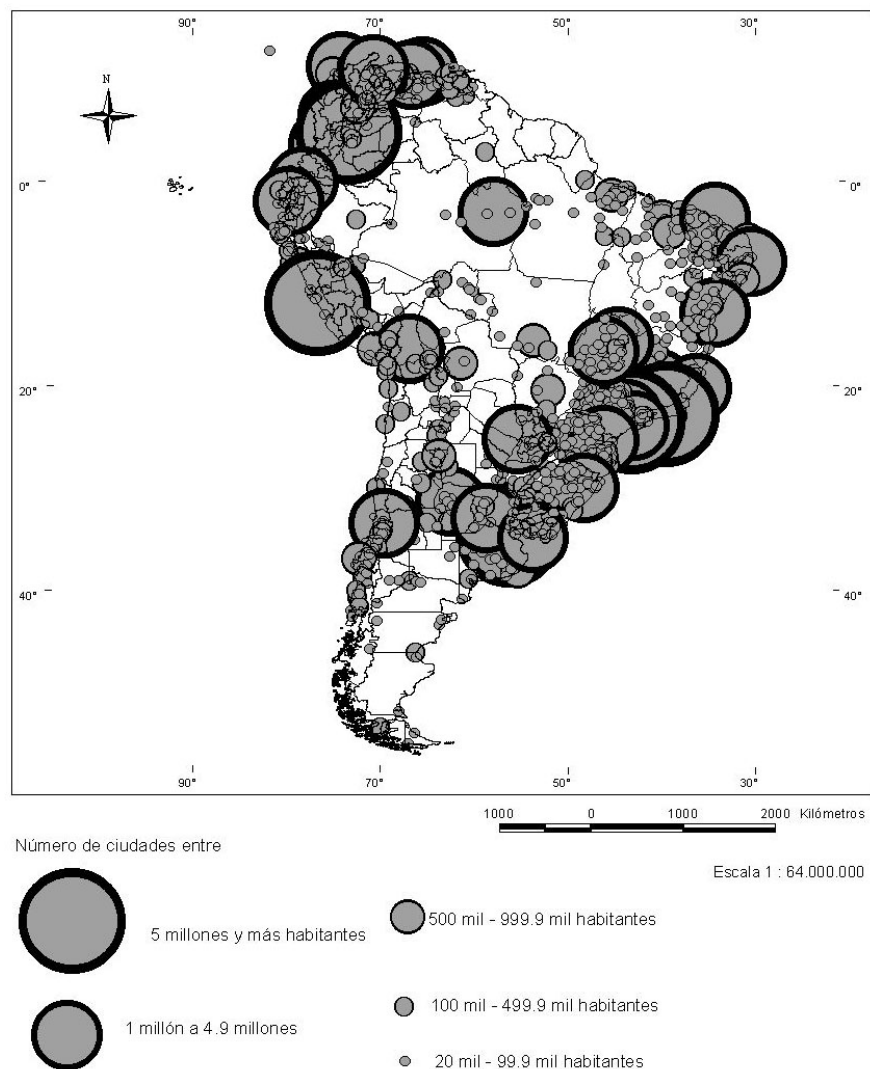 90°
70°
50°
30°
N
0°
0°
20°
20°
40°
40°
90°
70°
50°
30°
1000 0 1000 2000 Kilómetros
Número de ciudades entre
Escala 1 : 64.000.000
5 millones y más habitantes
500 mil - 999.9 mil habitantes
1 millón a 4.9 millones
100 mil - 499.9 mil habitantes
20 mil - 99.9 mil habitantes